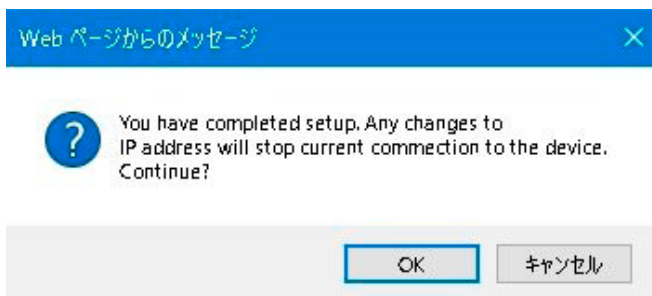 Web ページからのメッセージ
You have completed setup. Any changes to
IP address will stop current commection to the device.
Continue?
OK
キャンセル